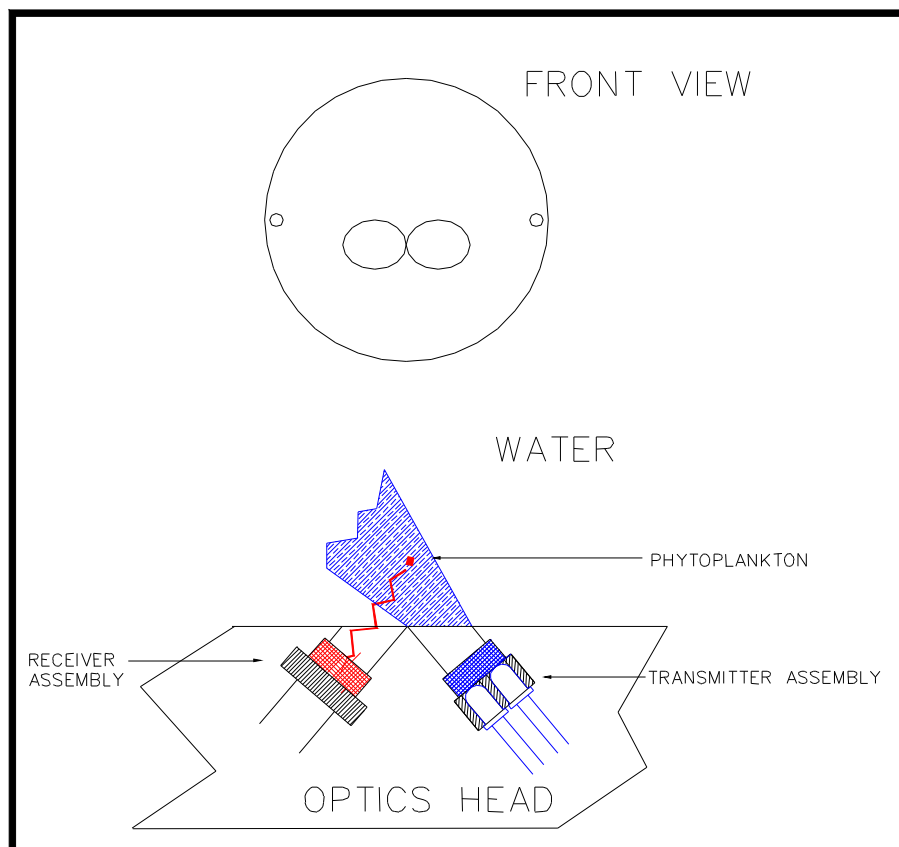 FRONT VIEW
WATER
PHYTOPLANKTON
RECEIVER
ASSEMBLY
TRANSMITTER ASSEMBLY
OPTICS HEAD